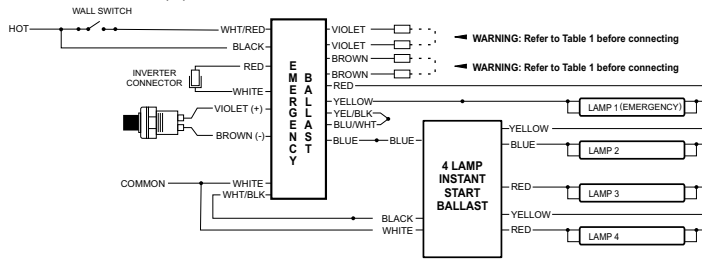 WALL SWITCH
HOT
WHT/RED
BLACK
RED
INVERTER
CONNECTOR
WHITE
VIOLET (+)
BROWN (-)
COMMON
WHITE
WHT/BLK
EMERGENCY
BALLAST
VIOLET
VIOLET
WARNING: Refer to Table 1 before connecting
BROWN
BROWN
WARNING: Refer to Table 1 before connecting
RED
YELLOW
YEL/BLK
BLU/WHT
BLUE
BLUE
BLACK
WHITE
4 LAMP
INSTANT
START
BALLAST
YELLOW
BLUE
RED
YELLOW
RED
LAMP 1 (EMERGENCY)
LAMP 2
LAMP 3
LAMP 4